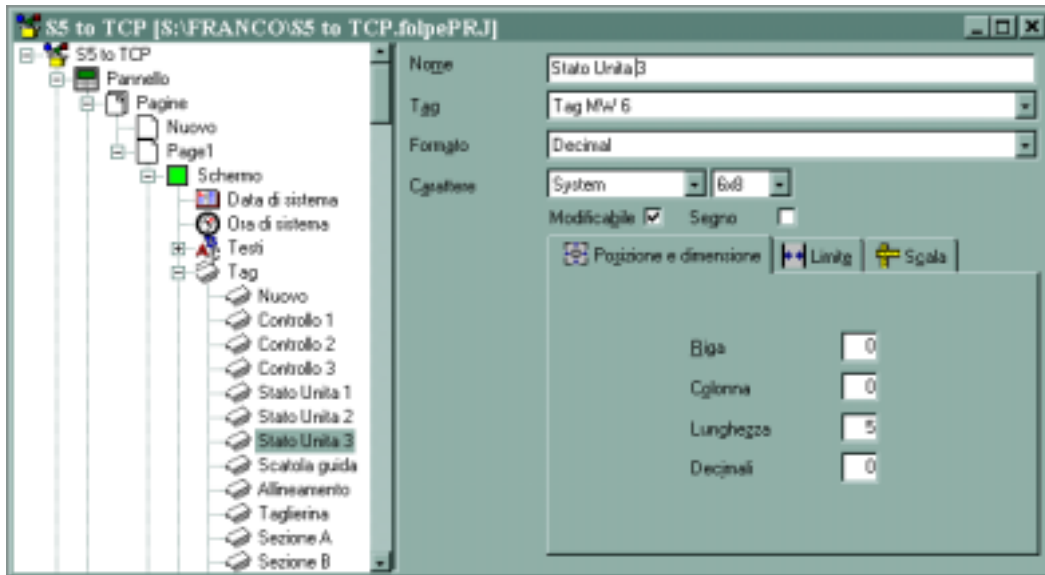 S5 to TCP [S:\FRANCO\S5 to TCP.folpePRJ]
S5 to TCP
Pannello
Pagine
Nuovo
Page1
Schermo
Data di sistema
Ora di sistema
Testi
Tag
Nuovo
Controllo 1
Controllo 2
Controllo 3
Stato Unita 1
Stato Unita 2
Stato Unita 3
Scatola guida
Allineamento
Taglierina
Sezione A
Sezione B
Nome
Stato Unita 3
Tag
Tag MW 6
Formato
Decimal
Carattere
System
6x8
Modificabile
Segno
Posizione e dimensione
Limite
Scala
Riga
0
Colonna
0
Lunghezza
5
Decimali
0